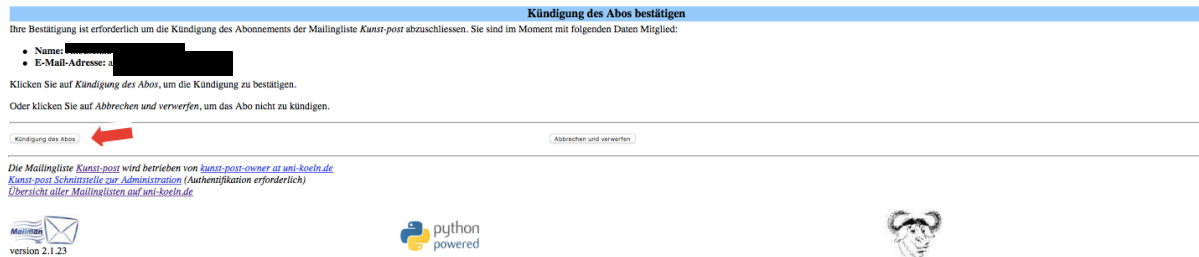 Kündigung des Abos bestätigen
Ihre Bestätigung ist erforderlich um die Kündigung des Abonnements der Mailingliste Kunst-post abzuschliessen. Sie sind im Moment mit folgenden Daten Mitglied:
Name:
E-Mail-Adresse: a
Klicken Sie auf Kündigung des Abos, um die Kündigung zu bestätigen.
Oder klicken Sie auf Abbrechen und verwerfen, um das Abo nicht zu kündigen.
Kündigung des Abos Abbrechen und verwerfen
Die Mailingliste Kunst-post wird betrieben von kunst-post-owner at uni-koeln.de
Kunst-post Schnittstelle zur Administration (Authentifikation erforderlich)
Übersicht aller Mailinglisten auf uni-koeln.de
Mailman
python
powered
version 2.1.23